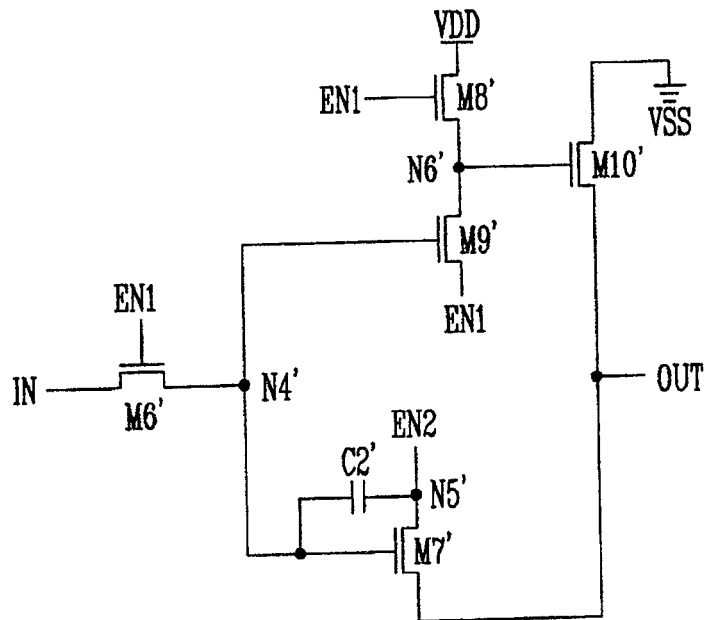 VDD
EN1
M8'
VSS
N6'
M10'
M9'
EN1
EN1
IN
M6'
N4'
OUT
EN2
C2'
N5'
M7'